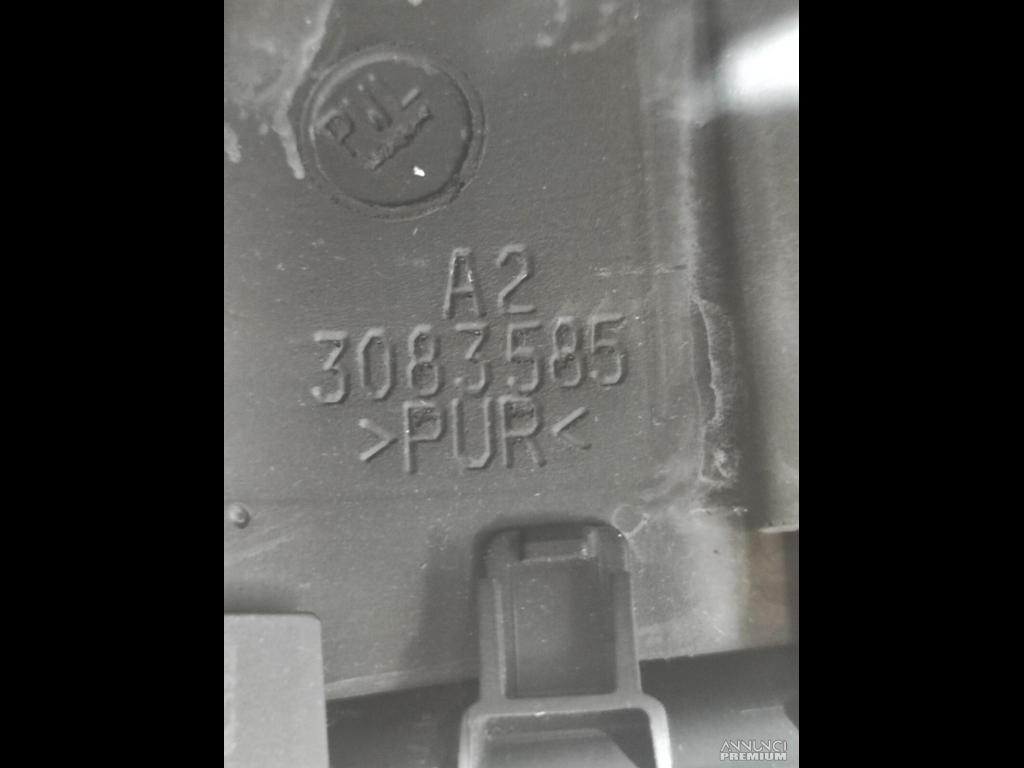 A2
3083585
>PUR<
ANNUNCI
PREMIUM